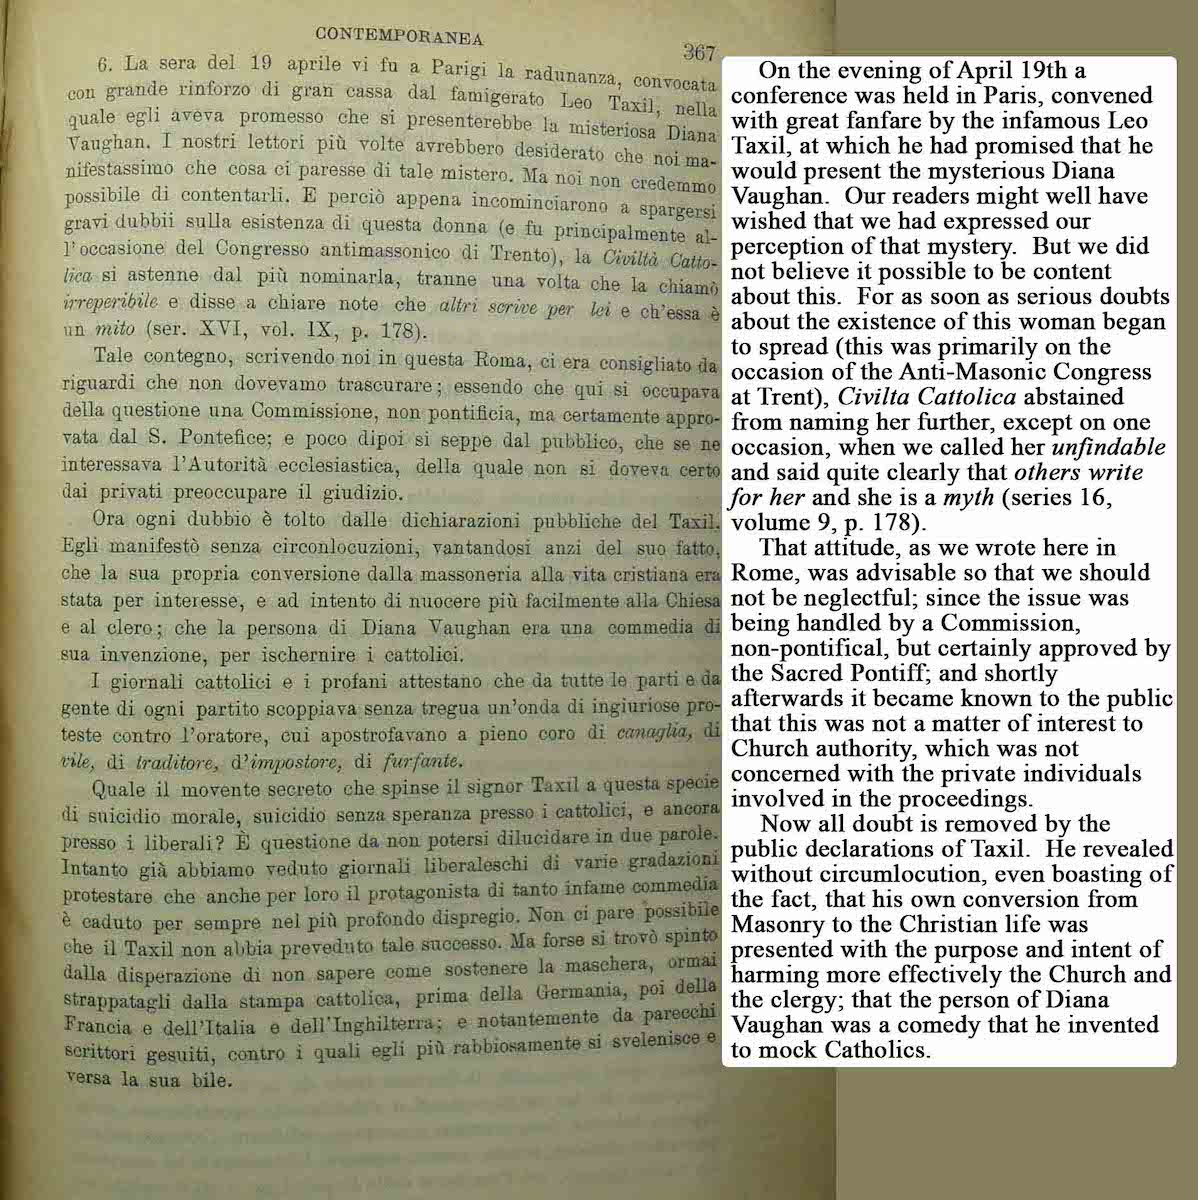 CONTEMPORANEA
367
6. La sera del 19 aprile vi fu a Parigi la radunanza, convocata
con grande rinforzo di gran cassa dal famigerato Leo Taxil, nella
quale egli aveva promesso che si presenterebbe la misteriosa Diana
Vaughan. I nostri lettori più volte avrebbero desiderato che noi ma-
nifestassimo che cosa ci paresse di tale mistero. Ma noi non credemmo
possibile di contentarli. E perciò appena incominciarono a spargersi
gravi dubbii sulla esistenza di questa donna (e fu principalmente al-
l'occasione del Congresso antimassonico di Trento), la Civiltà Catto-
lica si astenne dal più nominarla, tranne una volta che la chiamò
irreperibile e disse a chiare note che altri scrive per lei e ch'essa è
un mito (ser. XVI, vol. IX, p. 178).
Tale contegno, scrivendo noi in questa Roma, ci era consigliato da
riguardi che non dovevamo trascurare; essendo che qui si occupava
della questione una Commissione, non pontificia, ma certamente appro-
vata dal S. Pontefice; e poco dipoi si seppe dal pubblico, che se ne
interessava l'Autorità ecclesiastica, della quale non si doveva certo
dai privati preoccupare il giudizio.
Ora ogni dubbio è tolto dalle dichiarazioni pubbliche del Taxil.
Egli manifestò senza circonlocuzioni, vantandosi anzi del suo fatto,
che la sua propria conversione dalla massoneria alla vita cristiana era
stata per interesse, e ad intento di nuocere più facilmente alla Chiesa
e al clero; che la persona di Diana Vaughan era una commedia di
sua invenzione, per ischernire i cattolici.
I giornali cattolici e i profani attestano che da tutte le parti e da
gente di ogni partito scoppiava senza tregua un'onda di ingiuriose pro-
teste contro l'oratore, cui apostrofavano a pieno coro di canaglia, di
vile, di traditore, d'impostore, di furfante.
Quale il movente secreto che spinse il signor Taxil a questa specie
di suicidio morale, suicidio senza speranza presso i cattolici, e ancora
presso i liberali? È questione da non potersi dilucidare in due parole.
Intanto già abbiamo veduto giornali liberaleschi di varie gradazioni
protestare che anche per loro il protagonista di tanto infame commedia
è caduto per sempre nel più profondo dispregio. Non ci pare possibile
che il Taxil non abbia preveduto tale successo. Ma forse si trovò spinto
dalla disperazione di non sapere come sostenere la maschera, ormai
strappatagli dalla stampa cattolica, prima della Germania, poi della
Francia e dell'Italia e dell'Inghilterra; e notantemente da parecchi
scrittori gesuiti, contro i quali egli più rabbiosamente si svelenisce e
versa la sua bile.
On the evening of April 19th a
conference was held in Paris, convened
with great fanfare by the infamous Leo
Taxil, at which he had promised that he
would present the mysterious Diana
Vaughan. Our readers might well have
wished that we had expressed our
perception of that mystery. But we did
not believe it possible to be content
about this. For as soon as serious doubts
about the existence of this woman began
to spread (this was primarily on the
occasion of the Anti-Masonic Congress
at Trent), Civilta Cattolica abstained
from naming her further, except on one
occasion, when we called her unfindable
and said quite clearly that others write
for her and she is a myth (series 16,
volume 9, p. 178).
That attitude, as we wrote here in
Rome, was advisable so that we should
not be neglectful; since the issue was
being handled by a Commission,
non-pontifical, but certainly approved by
the Sacred Pontiff; and shortly
afterwards it became known to the public
that this was not a matter of interest to
Church authority, which was not
concerned with the private individuals
involved in the proceedings.
Now all doubt is removed by the
public declarations of Taxil. He revealed
without circumlocution, even boasting of
the fact, that his own conversion from
Masonry to the Christian life was
presented with the purpose and intent of
harming more effectively the Church and
the clergy; that the person of Diana
Vaughan was a comedy that he invented
to mock Catholics.